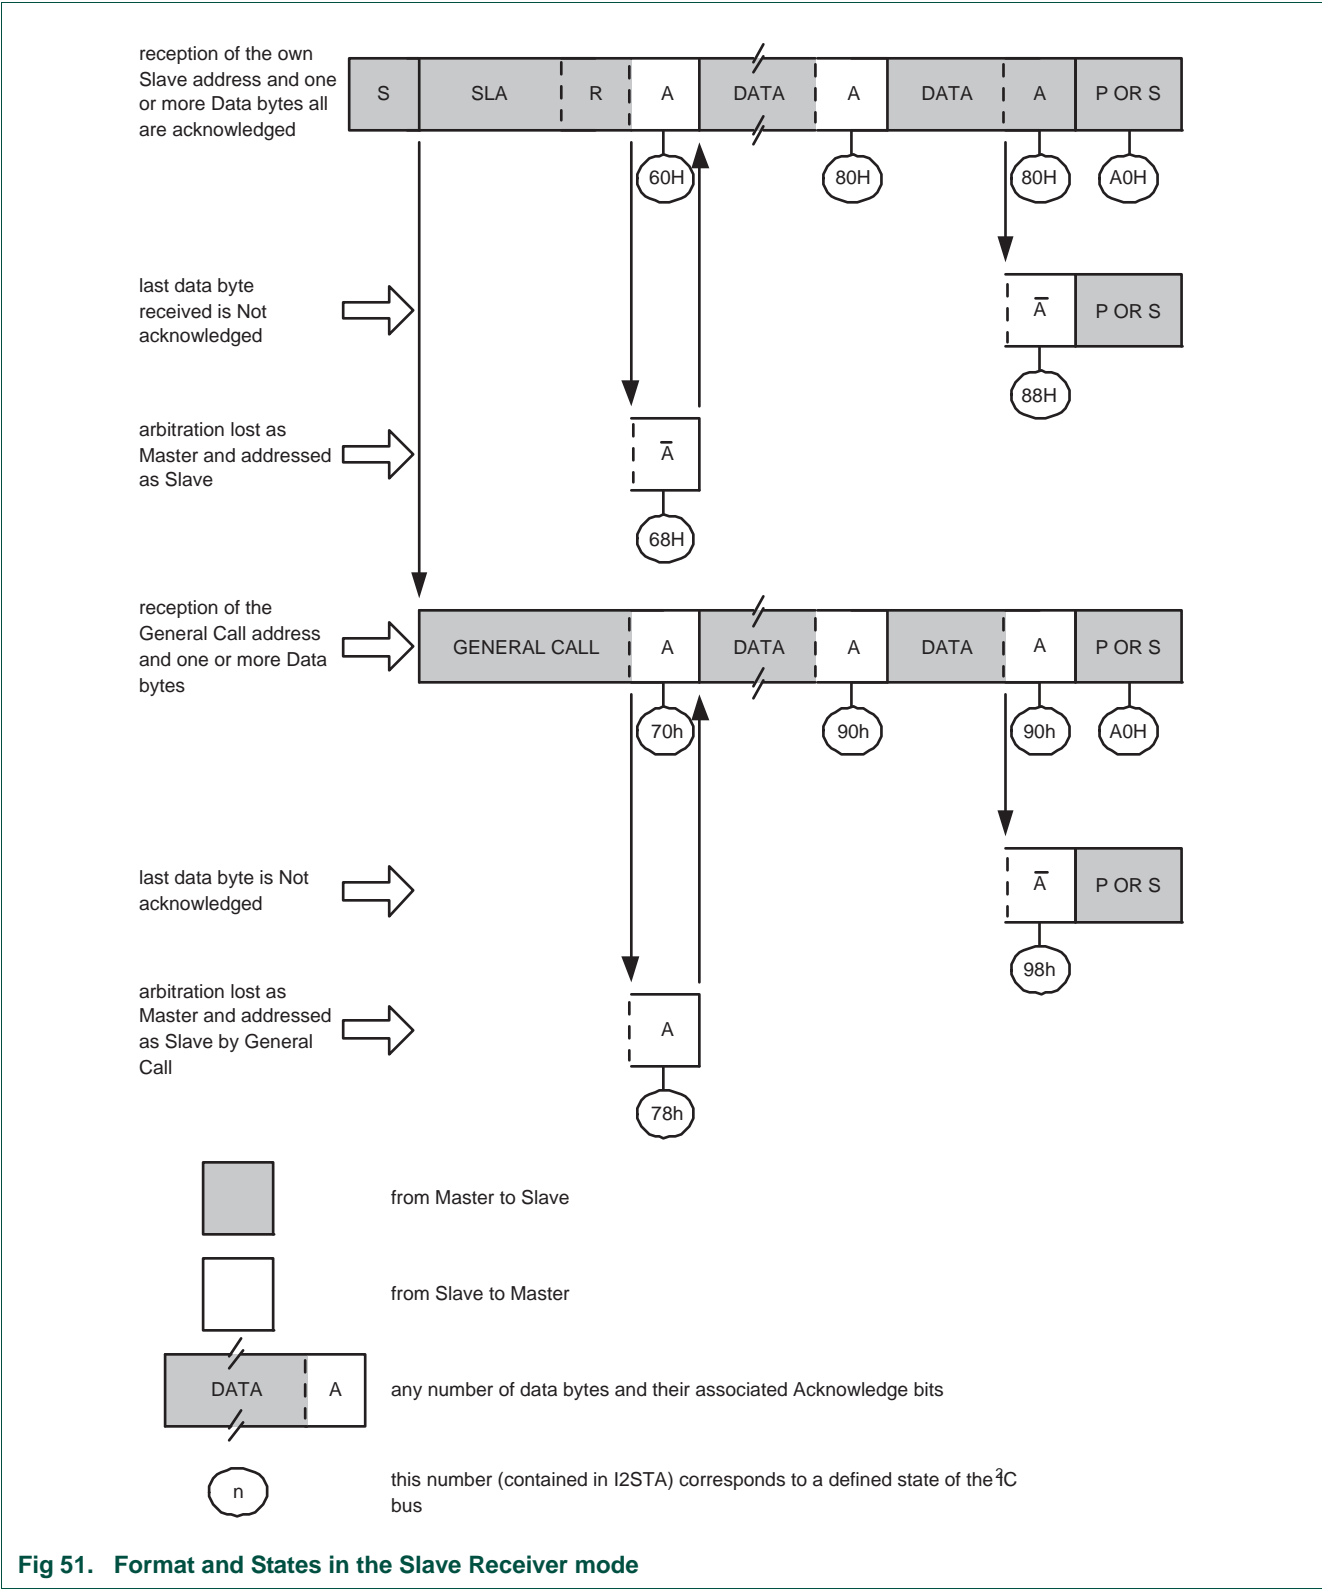 reception of the own
Slave address and one
or more Data bytes all
are acknowledged
S SLA R A DATA A DATA A P OR S
60H 80H 80H A0H
last data byte
received is Not
acknowledged
A̅ P OR S
88H
arbitration lost as
Master and addressed
as Slave
A̅
68H
reception of the
General Call address
and one or more Data
bytes
GENERAL CALL A DATA A DATA A P OR S
70h 90h 90h A0H
last data byte is Not
acknowledged
A̅ P OR S
98h
arbitration lost as
Master and addressed
as Slave by General
Call
A
78h
from Master to Slave
from Slave to Master
DATA A any number of data bytes and their associated Acknowledge bits
n this number (contained in I2STA) corresponds to a defined state of the I²C
bus
Fig 51. Format and States in the Slave Receiver mode